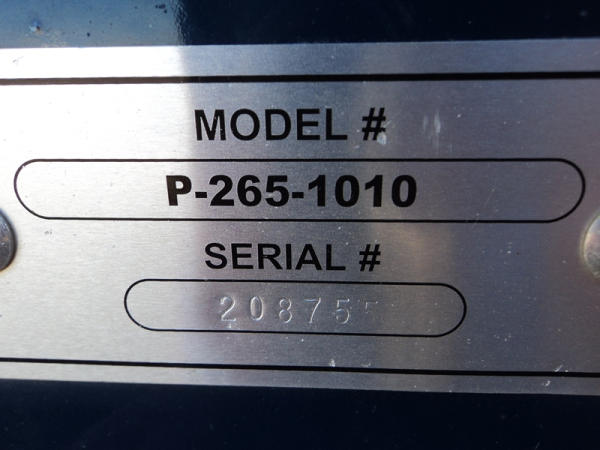 MODEL #
P-265-1010
SERIAL #
208755